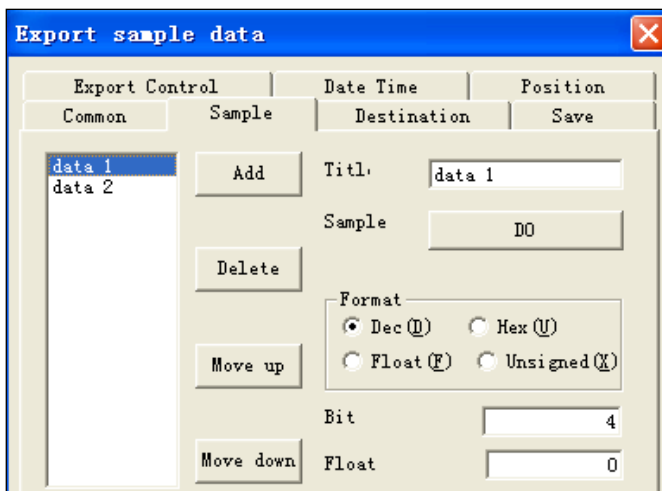 Export sample data
Export Control Date Time Position
Common Sample Destination Save
data 1
data 2
Add
Delete
Move up
Move down
Titl
data 1
Sample
D0
Format
Dec(D) Hex(U)
Float(F) Unsigned(X)
Bit 4
Float 0